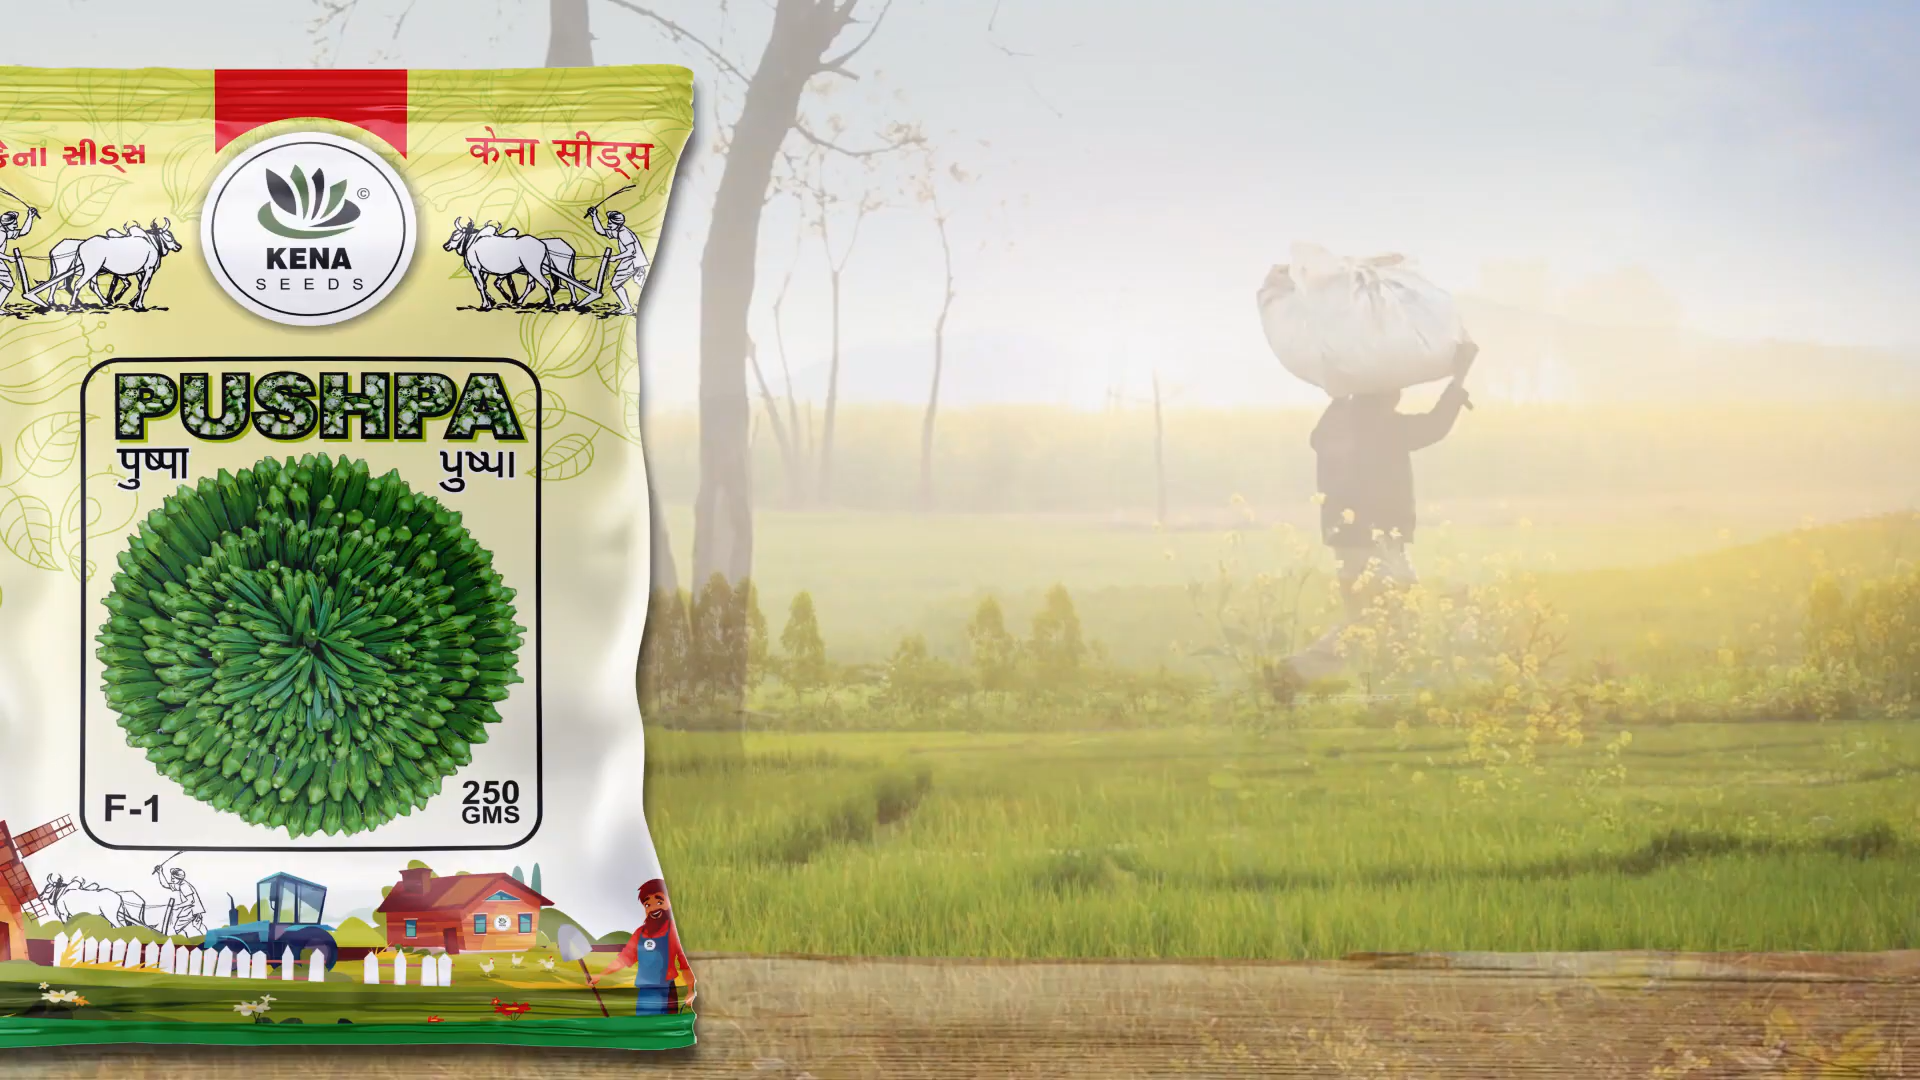 કેના સીડ્સ
केना सीड्स
©
KENA
SEEDS
PUSHPA
पुष्पा
પુષ્પા
F-1
250
GMS